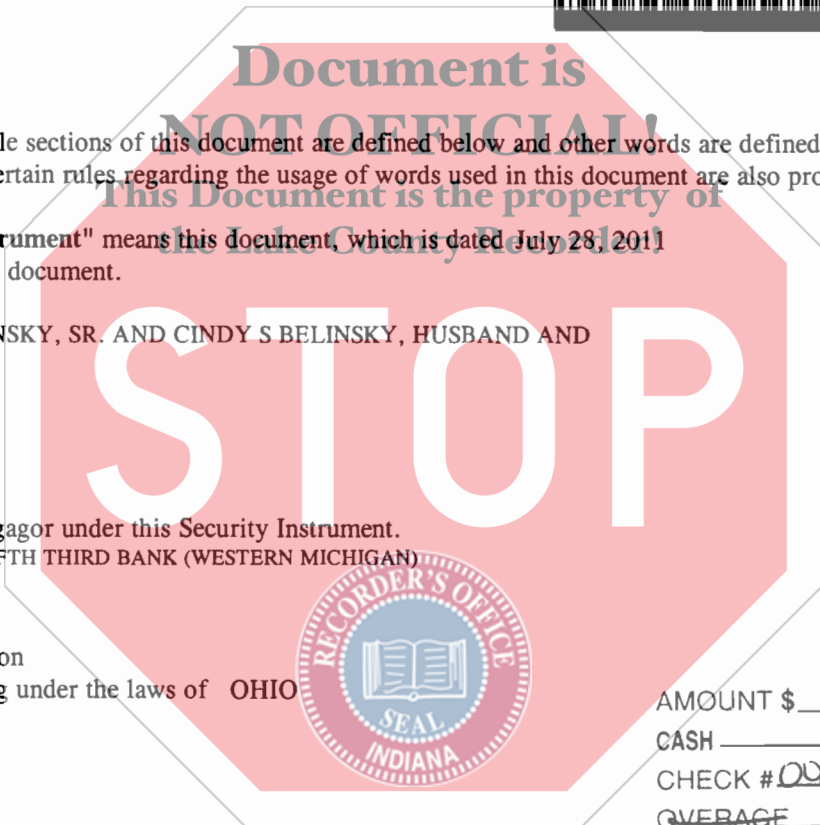 Document is
le sections of this document are defined below and other words are defined
NOT OFFICIAL!
ertain rules regarding the usage of words used in this document are also pro
This Document is the property of
rument" means this document, which is dated July 28, 2011
the Lake County Recorder!
document.
NSKY, SR. AND CINDY S BELINSKY, HUSBAND AND
STOP
gagor under this Security Instrument.
FTH THIRD BANK (WESTERN MICHIGAN)
RECORDER'S OFFICE
on
g under the laws of OHIO
SEAL
INDIANA
AMOUNT $
CASH
CHECK # 00
OVERAGE